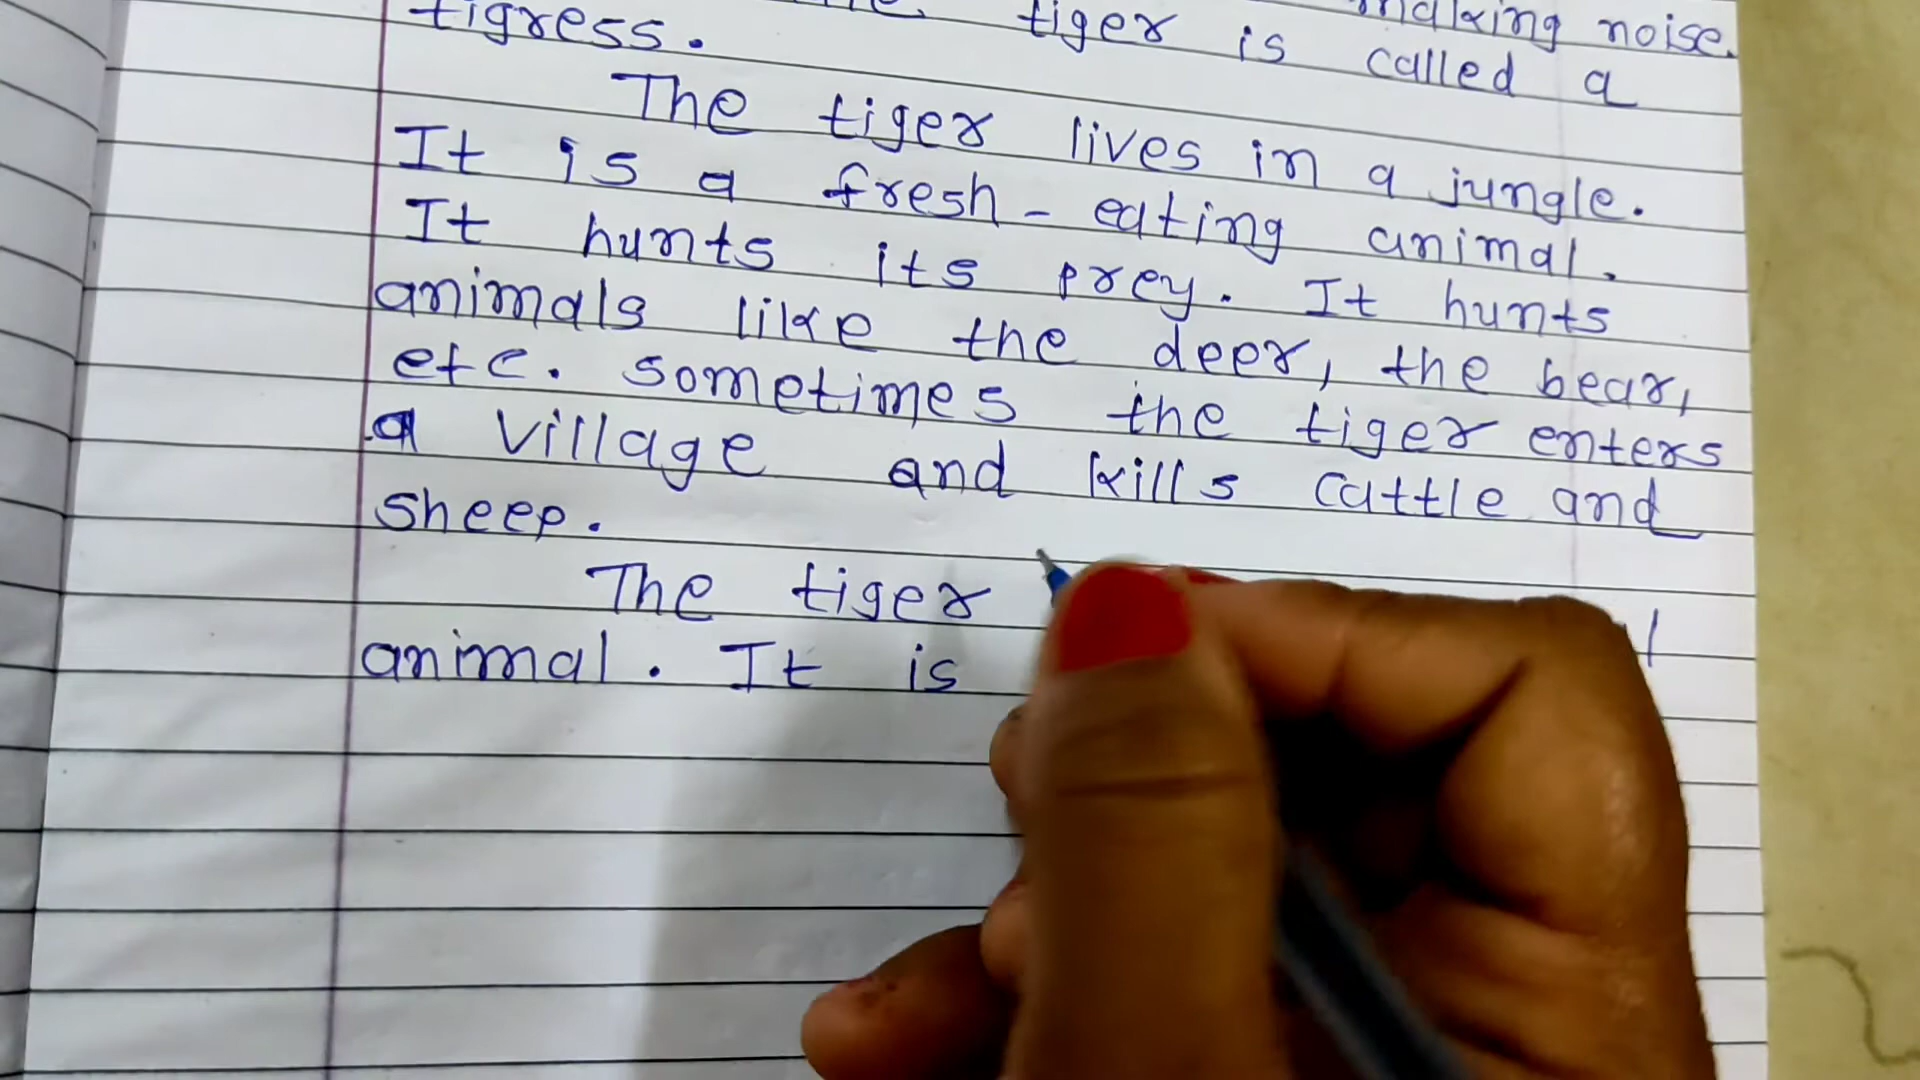 making noise.
tiger is called a
tigress.
The tiger lives in a jungle.
It is a fresh-eating animal.
It hunts its prey. It hunts
animals like the deer, the bear,
etc. sometimes the tiger enters
a village and kills cattle and
sheep.
The tiger
animal. It is